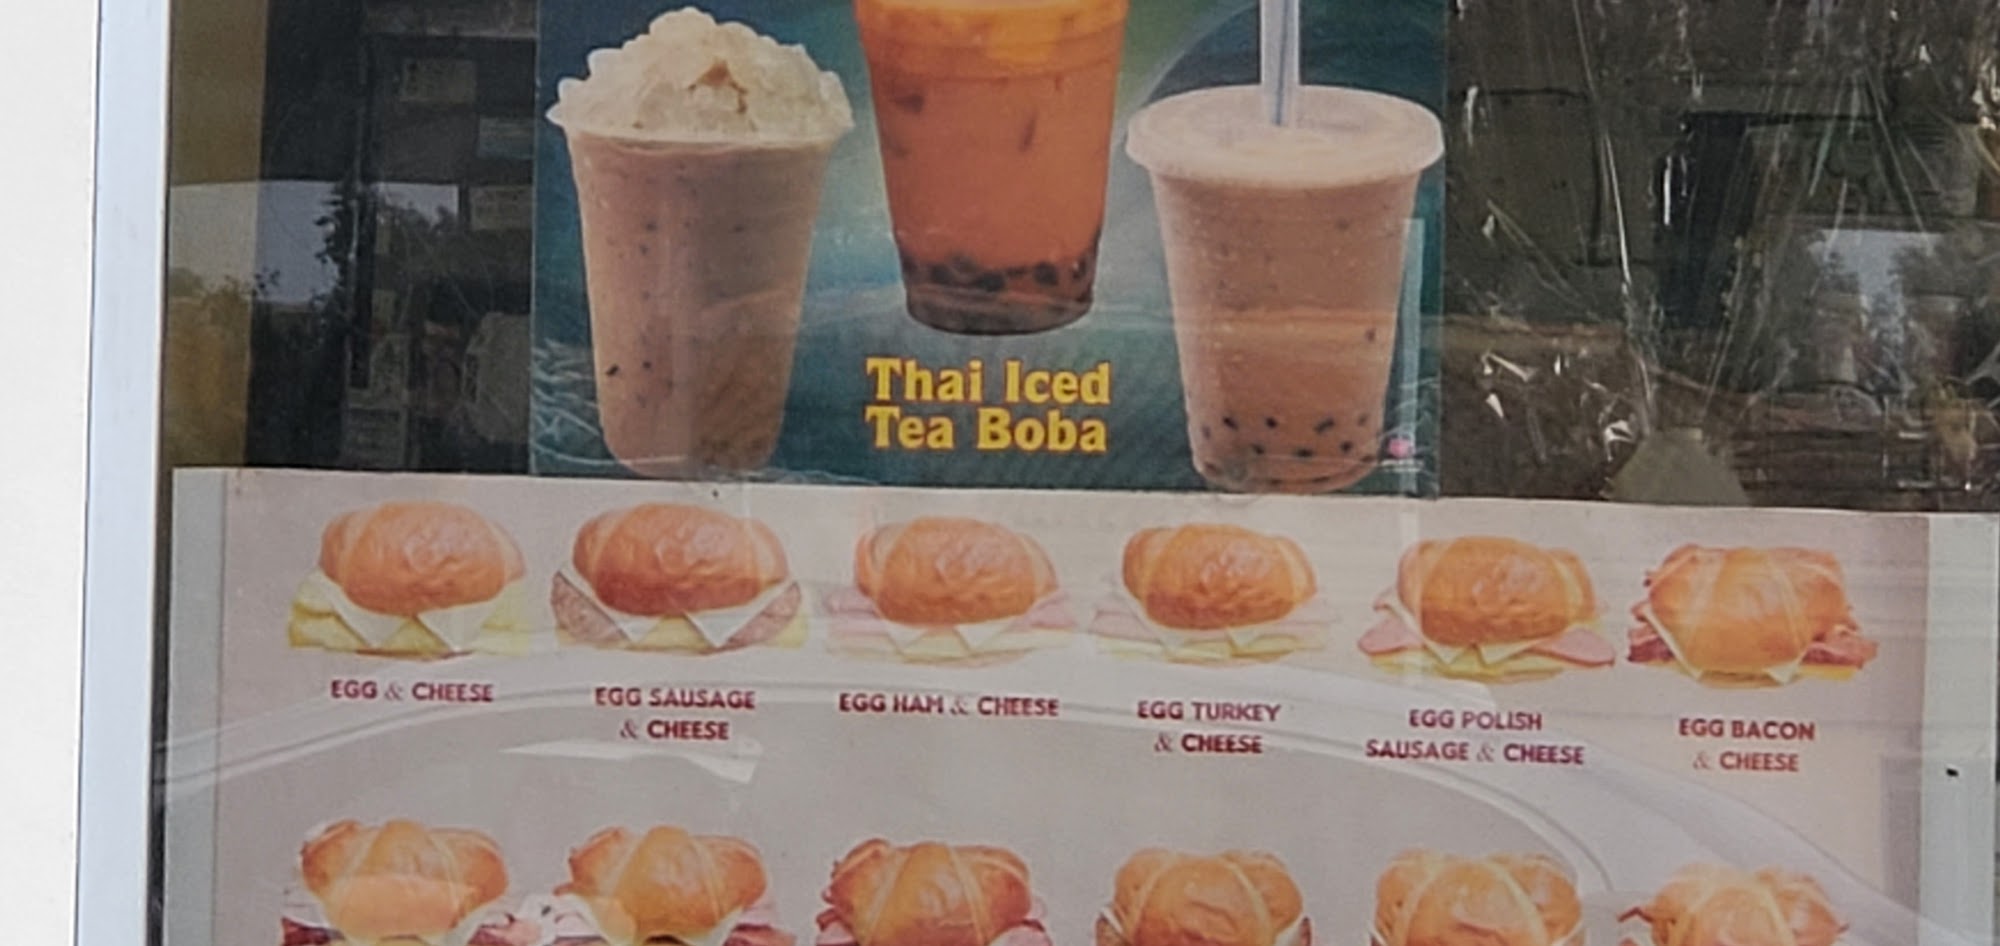 Thai Iced
Tea Boba
EGG & CHEESE
EGG SAUSAGE
& CHEESE
EGG HAM & CHEESE
EGG TURKEY
& CHEESE
EGG POLISH
SAUSAGE & CHEESE
EGG BACON
& CHEESE